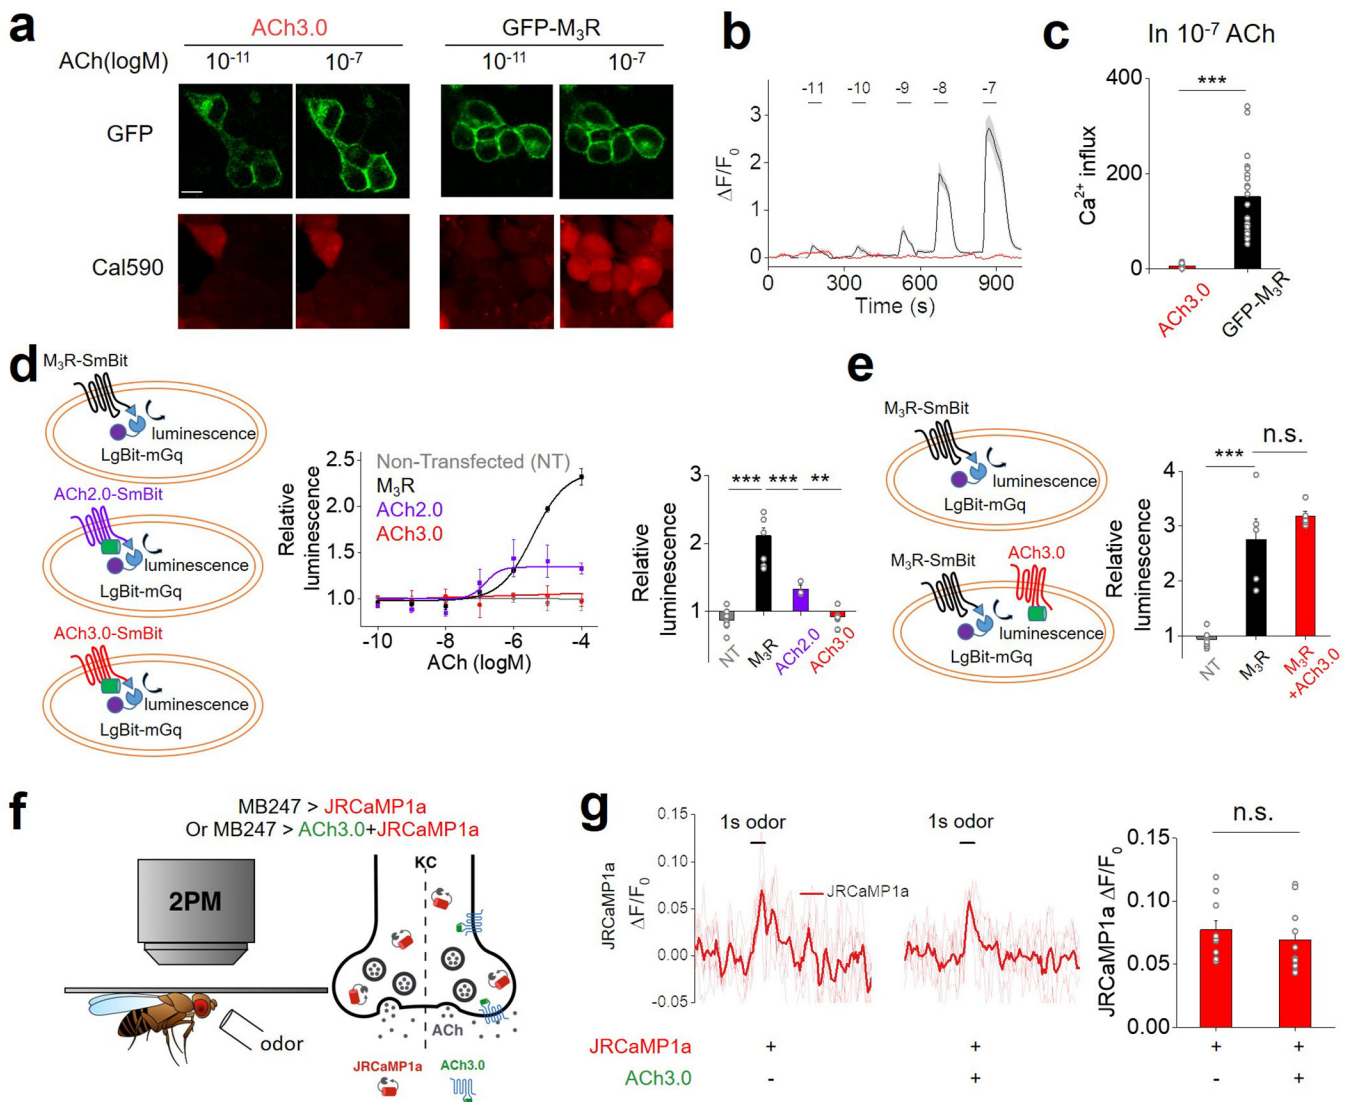 a
ACh3.0
GFP-M₃R
ACh(logM)
10⁻¹¹
10⁻⁷
10⁻¹¹
10⁻⁷
GFP
Cal590
b
-11
-10
-9
-8
-7
ΔF/F₀
3
2
1
0
0
300
600
900
Time (s)
c
In 10⁻⁷ ACh
Ca²⁺ influx
400
200
0
***
ACh3.0
GFP-M₃R
d
M₃R-SmBit
luminescence
LgBit-mGq
ACh2.0-SmBit
luminescence
LgBit-mGq
ACh3.0-SmBit
luminescence
LgBit-mGq
Relative
luminescence
2.5
2.0
1.5
1.0
Non-Transfected (NT)
M₃R
ACh2.0
ACh3.0
-10
-8
-6
-4
ACh (logM)
Relative
luminescence
3
2
1
***
***
**
NT
M₃R
ACh2.0
ACh3.0
e
M₃R-SmBit
luminescence
LgBit-mGq
M₃R-SmBit
ACh3.0
luminescence
LgBit-mGq
Relative
luminescence
4
3
2
1
***
n.s.
NT
M₃R
M₃R
+ACh3.0
f
MB247 > JRCaMP1a
Or MB247 > ACh3.0+JRCaMP1a
2PM
odor
KC
ACh
JRCaMP1a
ACh3.0
g
JRCaMP1a
ΔF/F₀
0.15
0.10
0.05
0.00
-0.05
1s odor
1s odor
JRCaMP1a
JRCaMP1a ΔF/F₀
0.15
0.10
0.05
0.00
n.s.
JRCaMP1a
+
+
+
+
ACh3.0
-
+
-
+